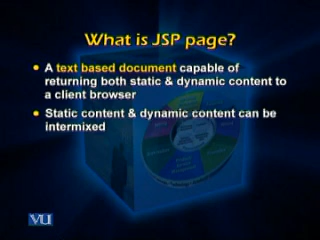 What is JSP page?
A text based document capable of
returning both static & dynamic content to
a client browser
Static content & dynamic content can be
intermixed
VU